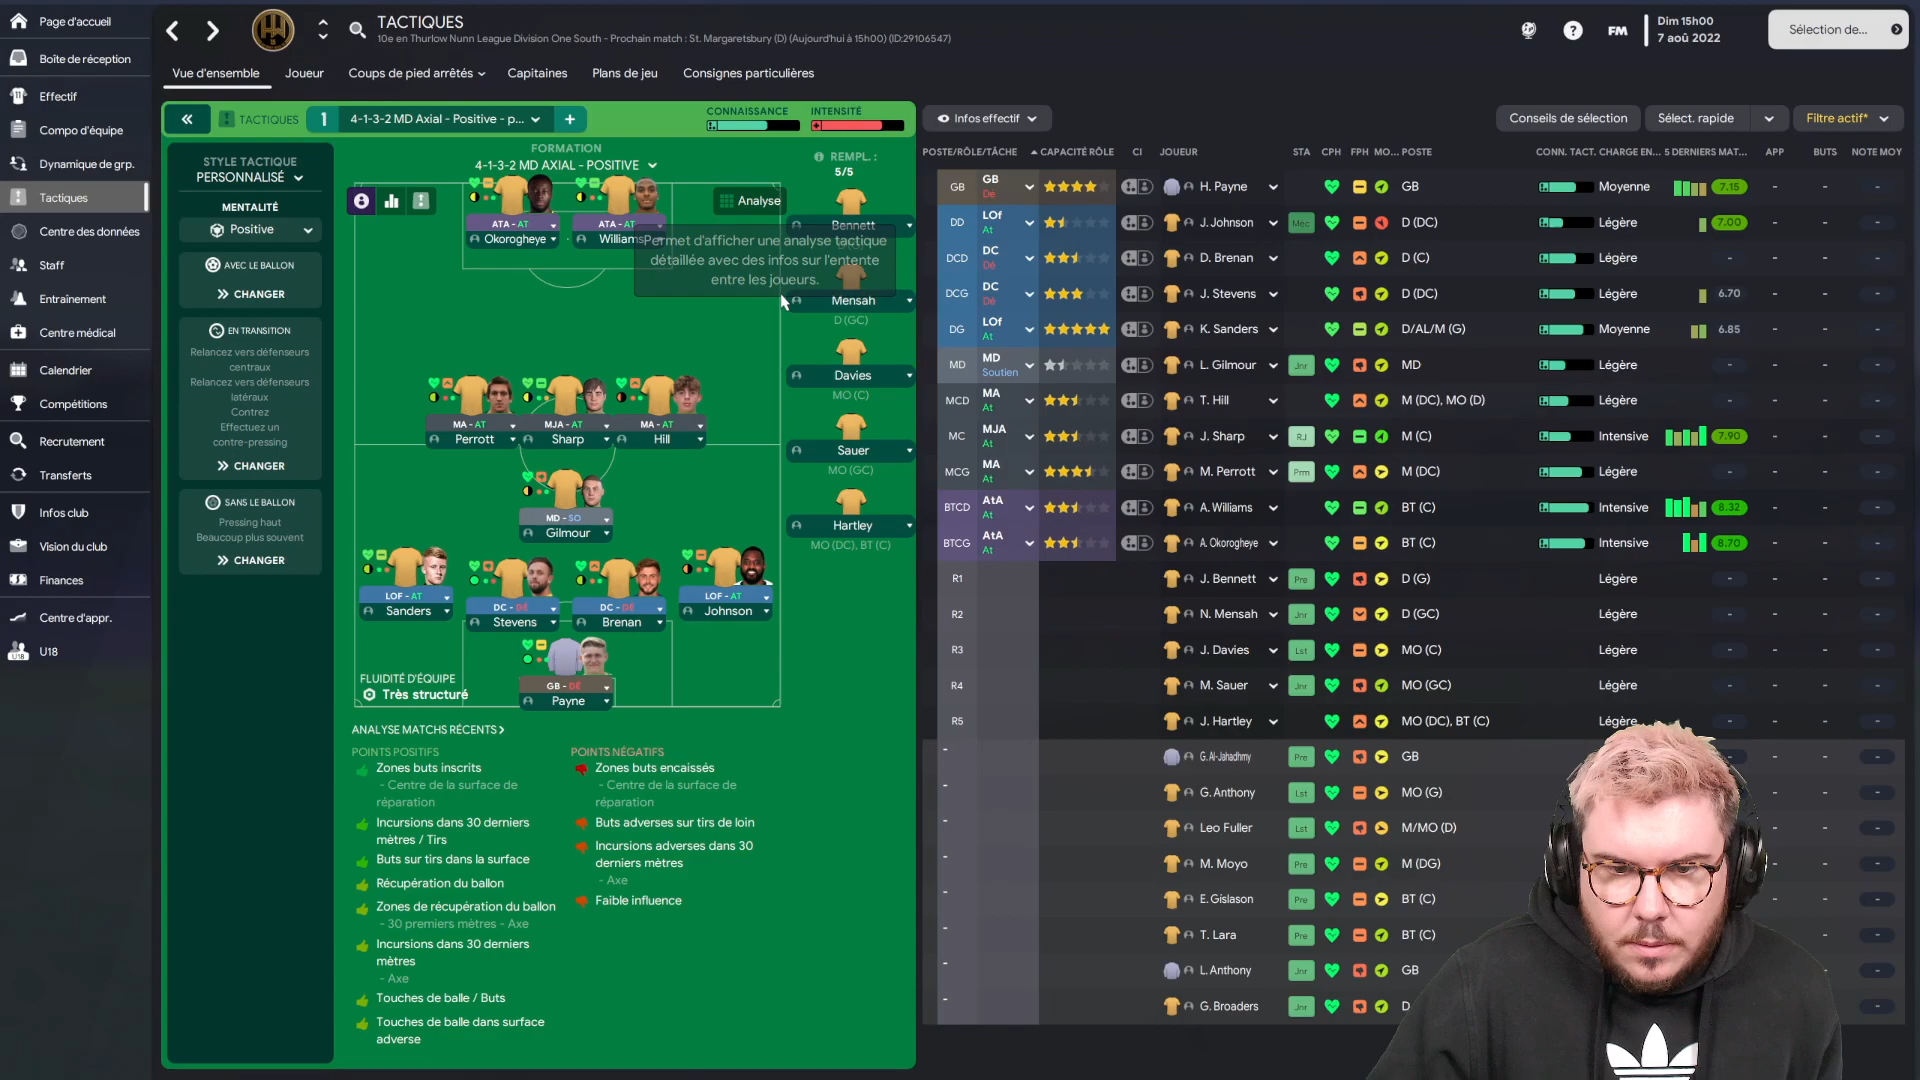 Page d'accueil
Boîte de réception
Effectif
Compo d'équipe
Dynamique de grp.
Tactiques
Centre des données
Staff
Entraînement
Centre médical
Calendrier
Compétitions
Recrutement
Transferts
Infos club
Vision du club
Finances
Centre d'appr.
U18
TACTIQUES
10e en Thurlow Nunn League Division One South - Prochain match : St. Margaretsbury (D) (Aujourd'hui à 15h00) (ID:29106547)
FM
Dim 15h00
7 aoû 2022
Sélection de...
Vue d'ensemble
Joueur
Coups de pied arrêtés
Capitaines
Plans de jeu
Consignes particulières
TACTIQUES
1
4-1-3-2 MD Axial - Positive - p...
CONNAISSANCE
INTENSITÉ
STYLE TACTIQUE
PERSONNALISÉ
MENTALITÉ
Positive
AVEC LE BALLON
CHANGER
EN TRANSITION
Relancez vers défenseurs
centraux
Relancez vers défenseurs
latéraux
Contrez
Effectuez un
contre-pressing
CHANGER
SANS LE BALLON
Pressing haut
Beaucoup plus souvent
CHANGER
FORMATION
4-1-3-2 MD AXIAL - POSITIVE
REMPL. :
5/5
Analyse
Permet d'afficher une analyse tactique
détaillée avec des infos sur l'entente
entre les joueurs.
ATA - AT
Okorogheye
ATA - AT
Williams
MA - AT
Perrott
MJA - AT
Sharp
MA - AT
Hill
MD - SO
Gilmour
LOF - AT
Sanders
DC - DÉ
Stevens
DC - DÉ
Brenan
LOF - AT
Johnson
GB - DÉ
Payne
Bennett
Mensah
D (GC)
Davies
MO (C)
Sauer
MO (GC)
Hartley
MO (DC), BT (C)
FLUIDITÉ D'ÉQUIPE
Très structuré
ANALYSE MATCHS RÉCENTS
POINTS POSITIFS
Zones buts inscrits
- Centre de la surface de
réparation
Incursions dans 30 derniers
mètres / Tirs
Buts sur tirs dans la surface
Récupération du ballon
Zones de récupération du ballon
- 30 premiers mètres - Axe
Incursions dans 30 derniers
mètres
- Axe
Touches de balle / Buts
Touches de balle dans surface
adverse
POINTS NÉGATIFS
Zones buts encaissés
- Centre de la surface de
réparation
Buts adverses sur tirs de loin
Incursions adverses dans 30
derniers mètres
- Axe
Faible influence
Infos effectif
Conseils de sélection
Sélect. rapide
Filtre actif*
POSTE/RÔLE/TÂCHE CAPACITÉ RÔLE CI JOUEUR STA CPH FPH MO... POSTE CONN. TACT. CHARGE EN... 5 DERNIERS MAT... APP BUTS NOTE MOY
GB GB Dé H. Payne GB Moyenne 7.15 - - -
DD LOf At J. Johnson Mec D (DC) Légère 7.00 - - -
DCD DC Dé D. Brenan D (C) Légère - - - -
DCG DC Dé J. Stevens D (DC) Légère 6.70 - - -
DG LOf At K. Sanders D/AL/M (G) Moyenne 6.85 - - -
MD MD Soutien L. Gilmour Jnr MD Légère - - - -
MCD MA At T. Hill M (DC), MO (D) Légère - - - -
MC MJA At J. Sharp RJ M (C) Intensive 7.90 - - -
MCG MA At M. Perrott Prm M (DC) Légère - - - -
BTCD AtA At A. Williams BT (C) Intensive 8.32 - - -
BTCG AtA At A. Okorogheye BT (C) Intensive 8.70 - - -
R1 J. Bennett Pre D (G) Légère - - - -
R2 N. Mensah Jnr D (GC) Légère - - - -
R3 J. Davies Lst MO (C) Légère - - - -
R4 M. Sauer Jnr MO (GC) Légère - - - -
R5 J. Hartley MO (DC), BT (C) Légère - - - -
- G. Al-Jahadhmy Pre GB - - -
- G. Anthony Lst MO (G) - - -
- Leo Fuller Lst M/MO (D) - - -
- M. Moyo Pre M (DG) - - -
- E. Gíslason Pre BT (C) - - -
- T. Lara Pre BT (C) - - -
- L. Anthony Jnr GB - - -
- G. Broaders Jnr D - - -